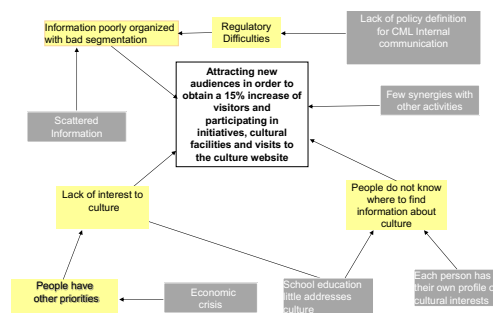 Information poorly organized
with bad segmentation
Regulatory
Difficulties
Lack of policy definition
for CML Internal
communication
Attracting new
audiences in order to
obtain a 15% increase of
visitors and
participating in
initiatives, cultural
facilities and visits to
the culture website
Few synergies with
other activities
Scattered
Information
Lack of interest to
culture
People do not know
where to find
information about
culture
People have
other priorities
Economic
crisis
School education
little addresses
culture
Each person has
their own profile o
cultural interests